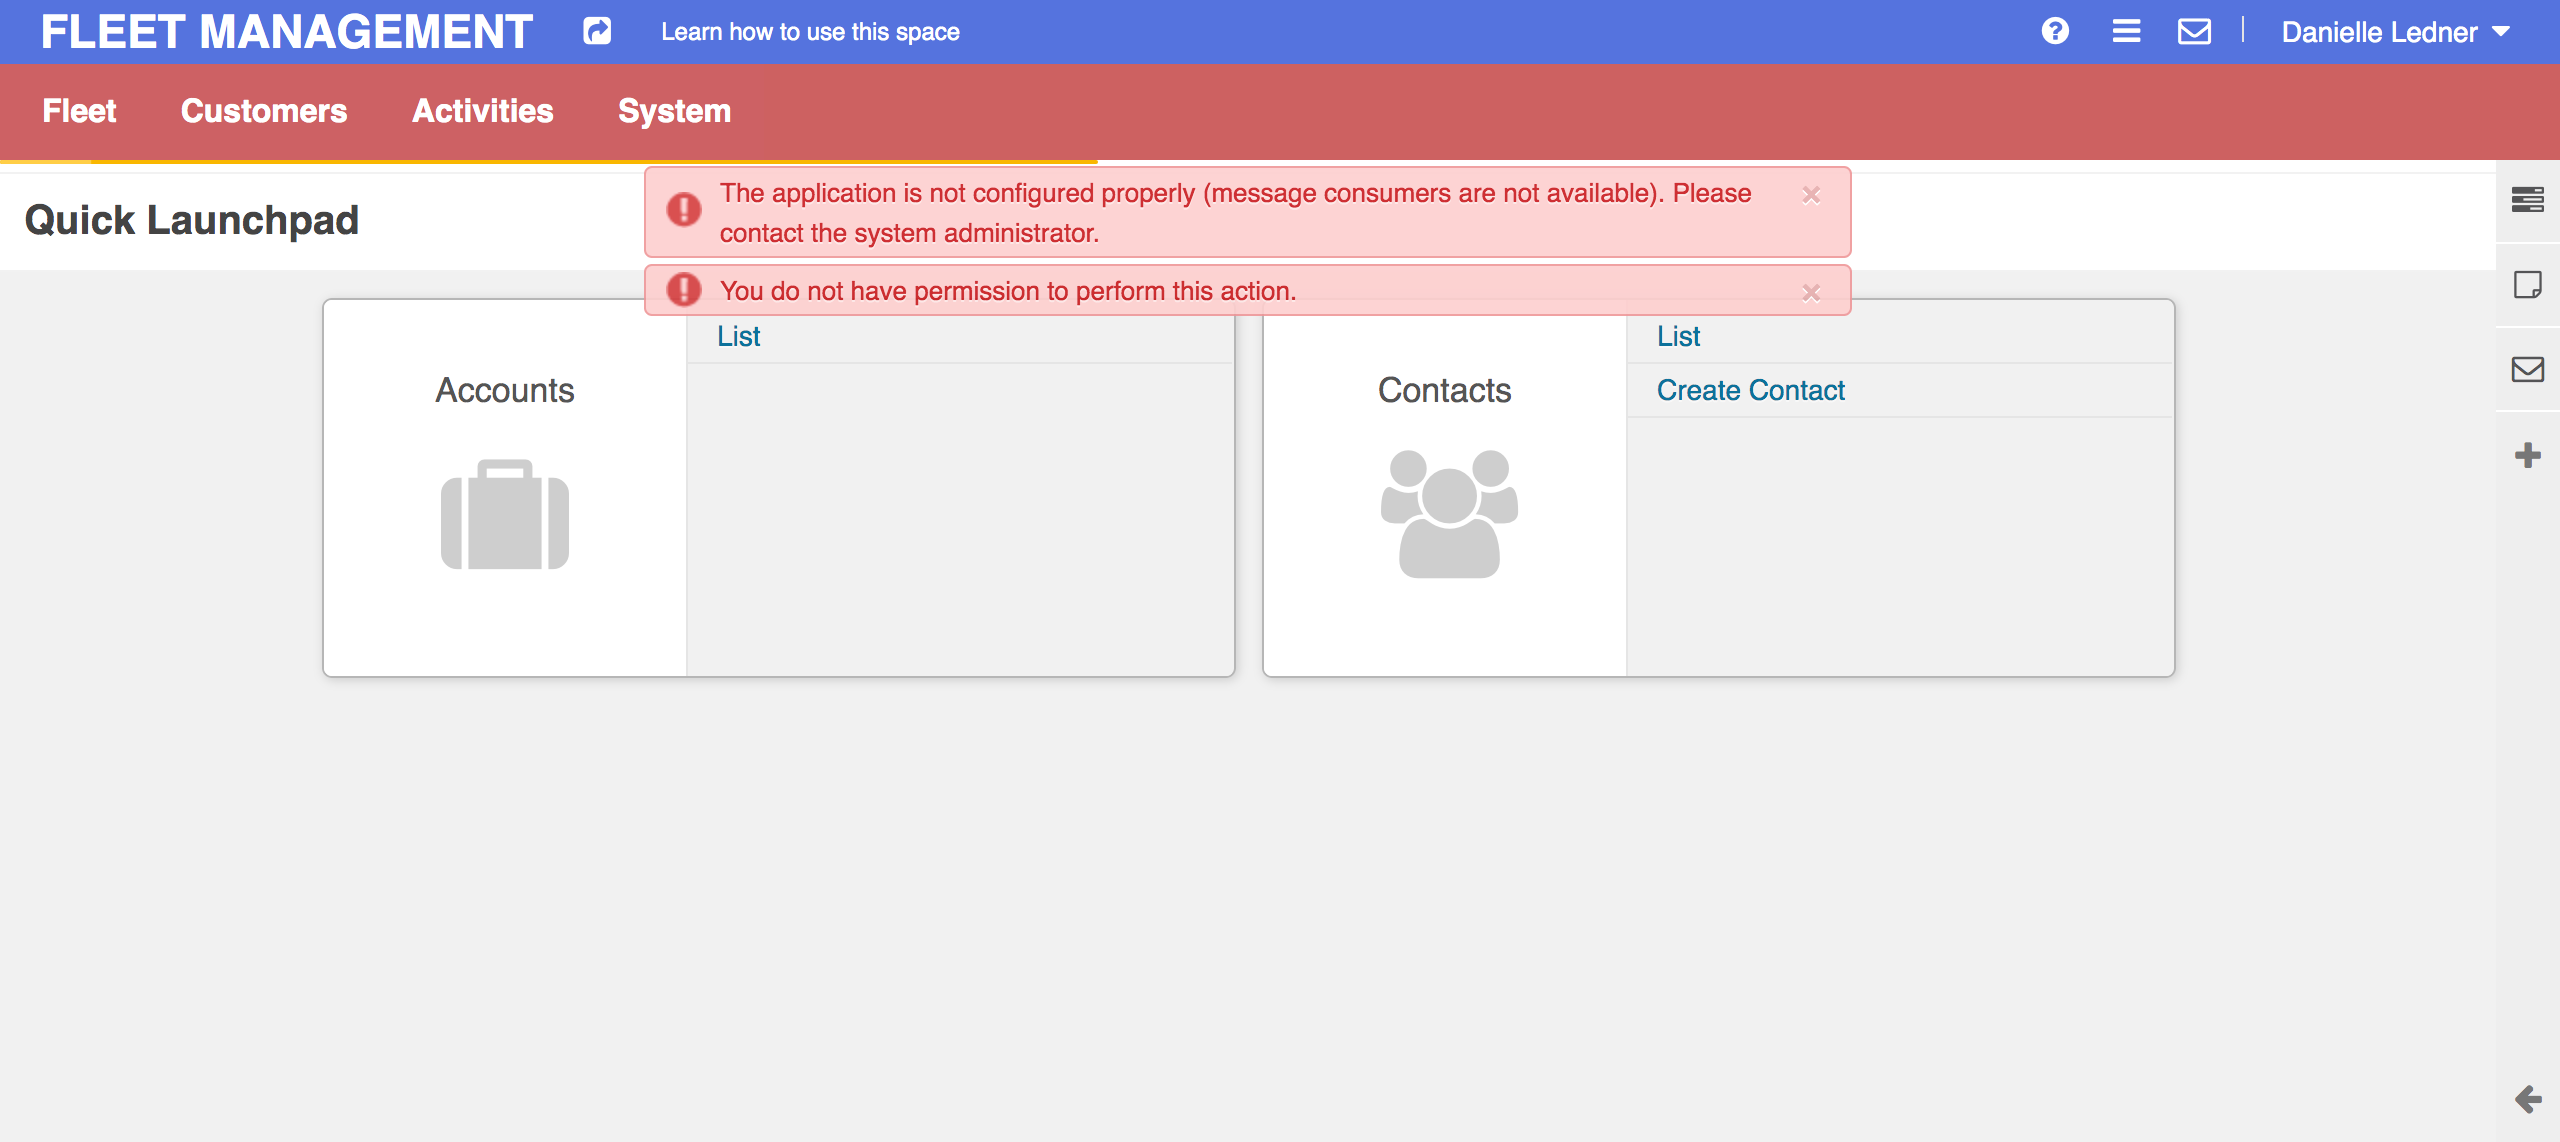 FLEET MANAGEMENT
Learn how to use this space
Danielle Ledner
Fleet
Customers
Activities
System
The application is not configured properly (message consumers are not available). Please
contact the system administrator.
Quick Launchpad
You do not have permission to perform this action.
Accounts
List
Contacts
List
Create Contact